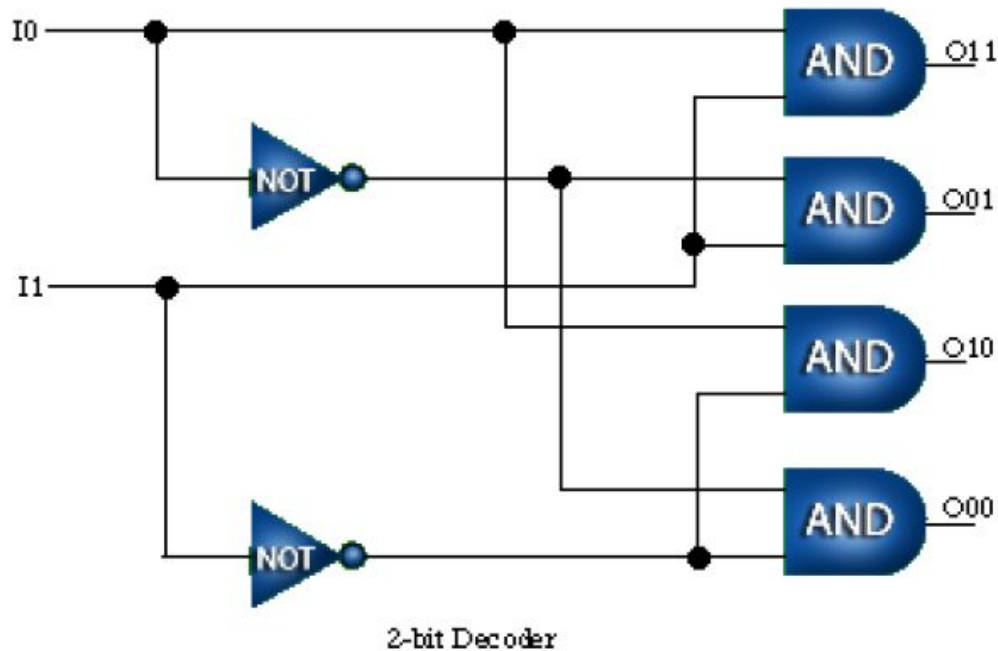 I0
AND
O11
NOT
AND
O01
I1
AND
O10
NOT
AND
O00
2-bit Decoder